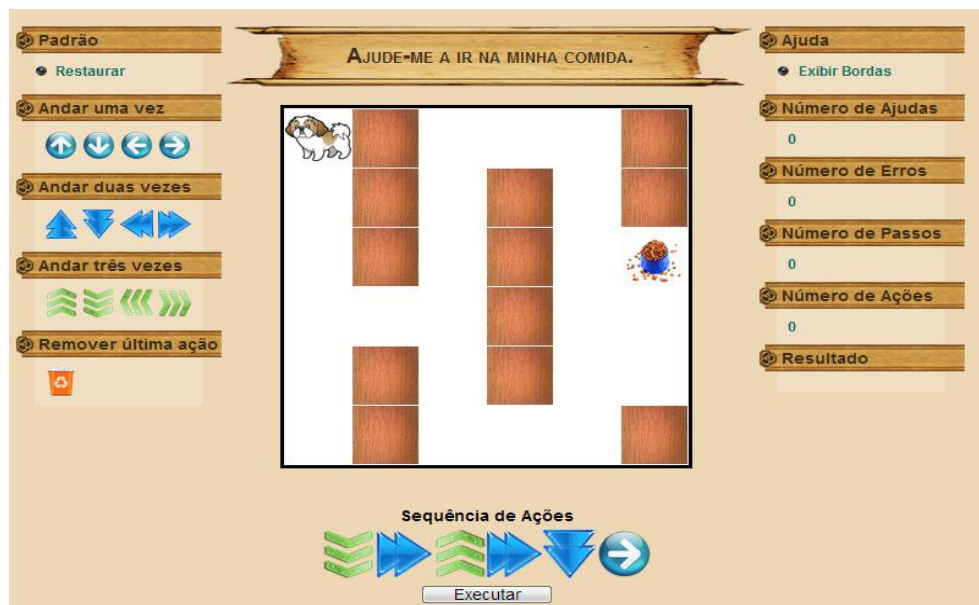 Padrão
Restaurar
Andar uma vez
Andar duas vezes
Andar três vezes
Remover última ação
AJUDE-ME A IR NA MINHA COMIDA.
Sequência de Ações
Executar
Ajuda
Exibir Bordas
Número de Ajudas
0
Número de Erros
0
Número de Passos
0
Número de Ações
0
Resultado